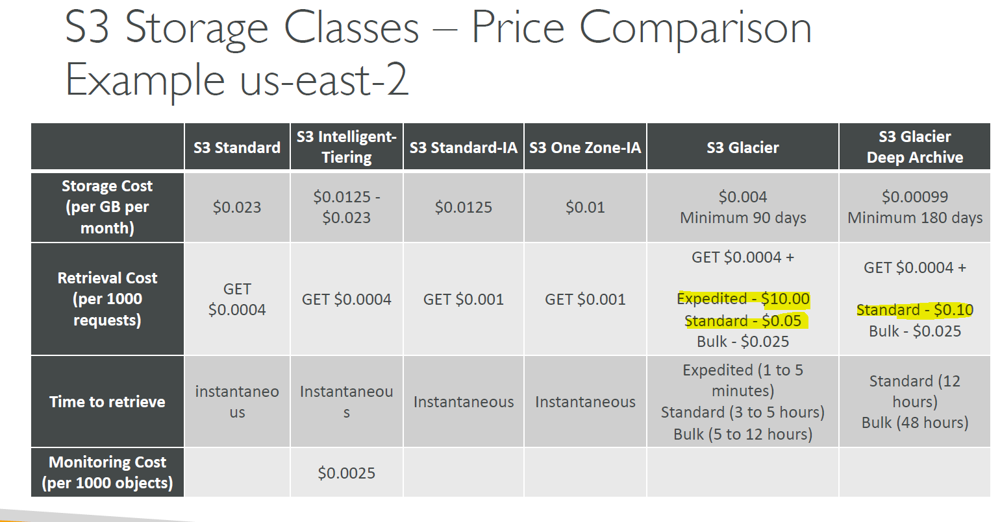 S3 Storage Classes – Price Comparison
Example us-east-2
S3 Standard
S3 Intelligent-
Tiering
S3 Standard-IA
S3 One Zone-IA
S3 Glacier
S3 Glacier
Deep Archive
Storage Cost
(per GB per
month)
$0.023
$0.0125 -
$0.023
$0.0125
$0.01
$0.004
Minimum 90 days
$0.00099
Minimum 180 days
Retrieval Cost
(per 1000
requests)
GET
$0.0004
GET $0.0004
GET $0.001
GET $0.001
GET $0.0004 +
Expedited - $10.00
Standard - $0.05
Bulk - $0.025
GET $0.0004 +
Standard - $0.10
Bulk - $0.025
Time to retrieve
instantaneo
us
Instantaneou
s
Instantaneous
Instantaneous
Expedited (1 to 5
minutes)
Standard (3 to 5 hours)
Bulk (5 to 12 hours)
Standard (12
hours)
Bulk (48 hours)
Monitoring Cost
(per 1000 objects)
$0.0025